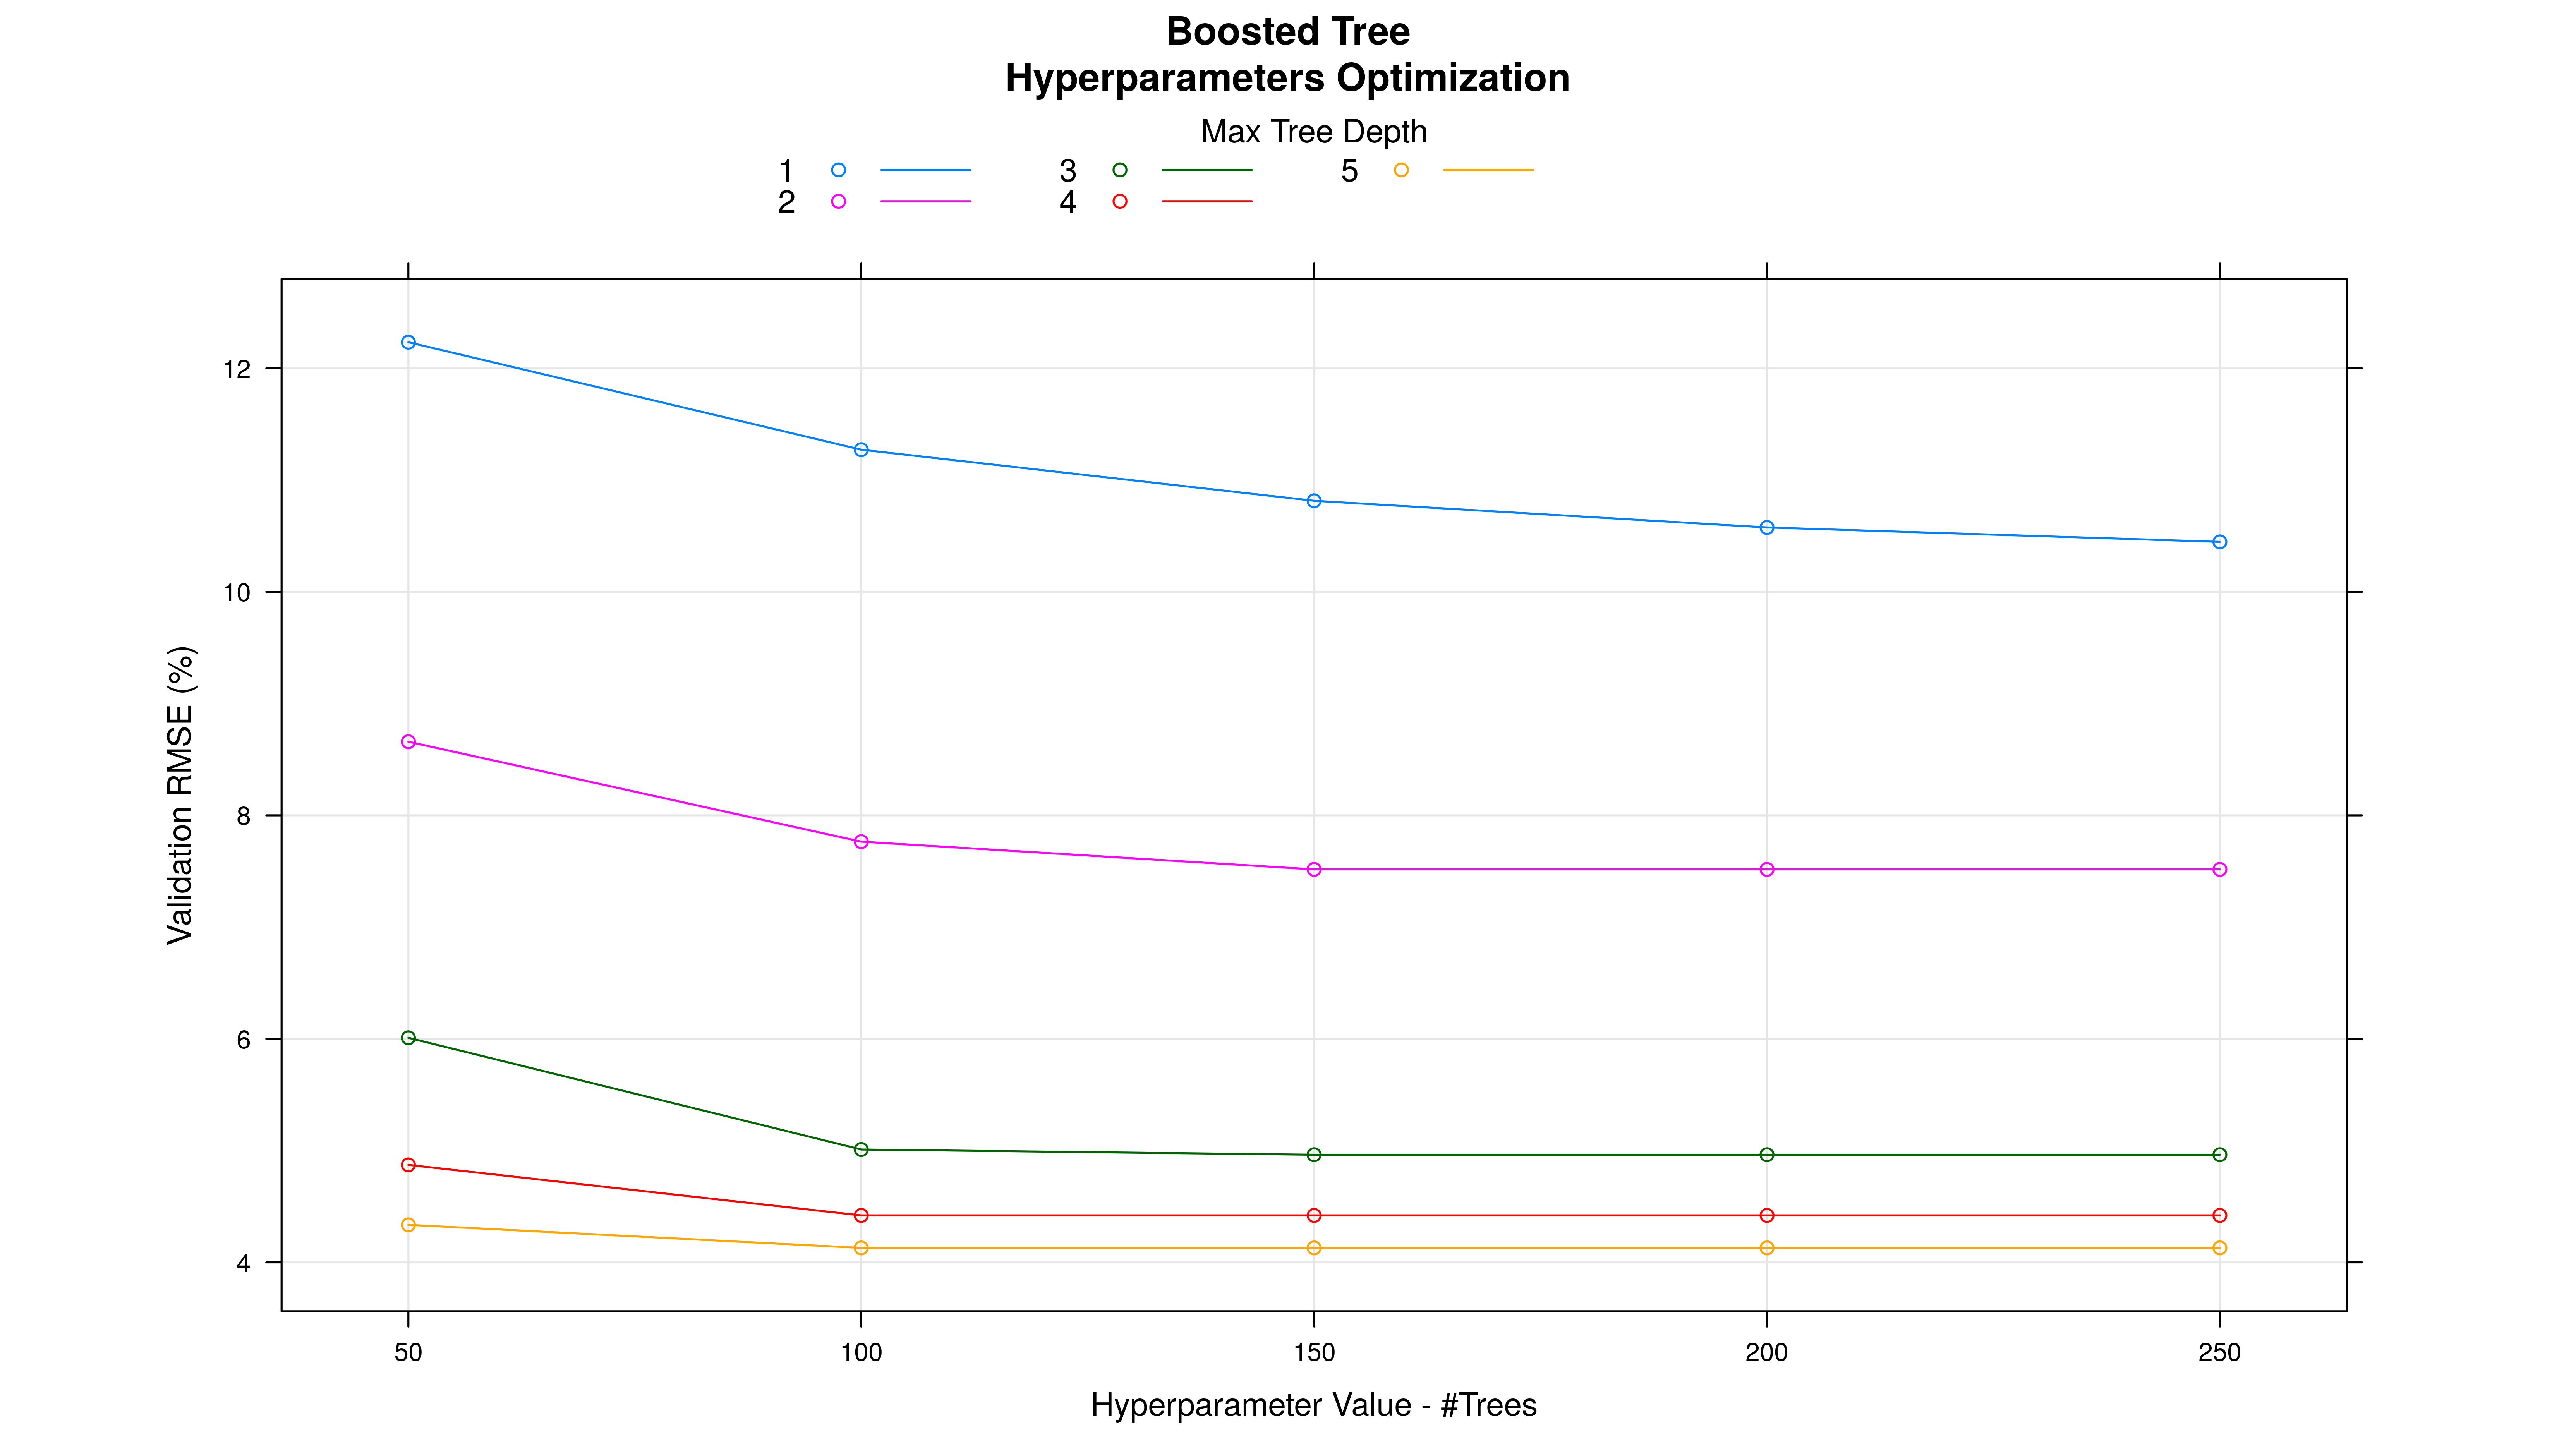 Boosted Tree
Hyperparameters Optimization
Max Tree Depth
1 3 5
2 4
12
10
8
6
4
Validation RMSE (%)
50 100 150 200 250
Hyperparameter Value - #Trees